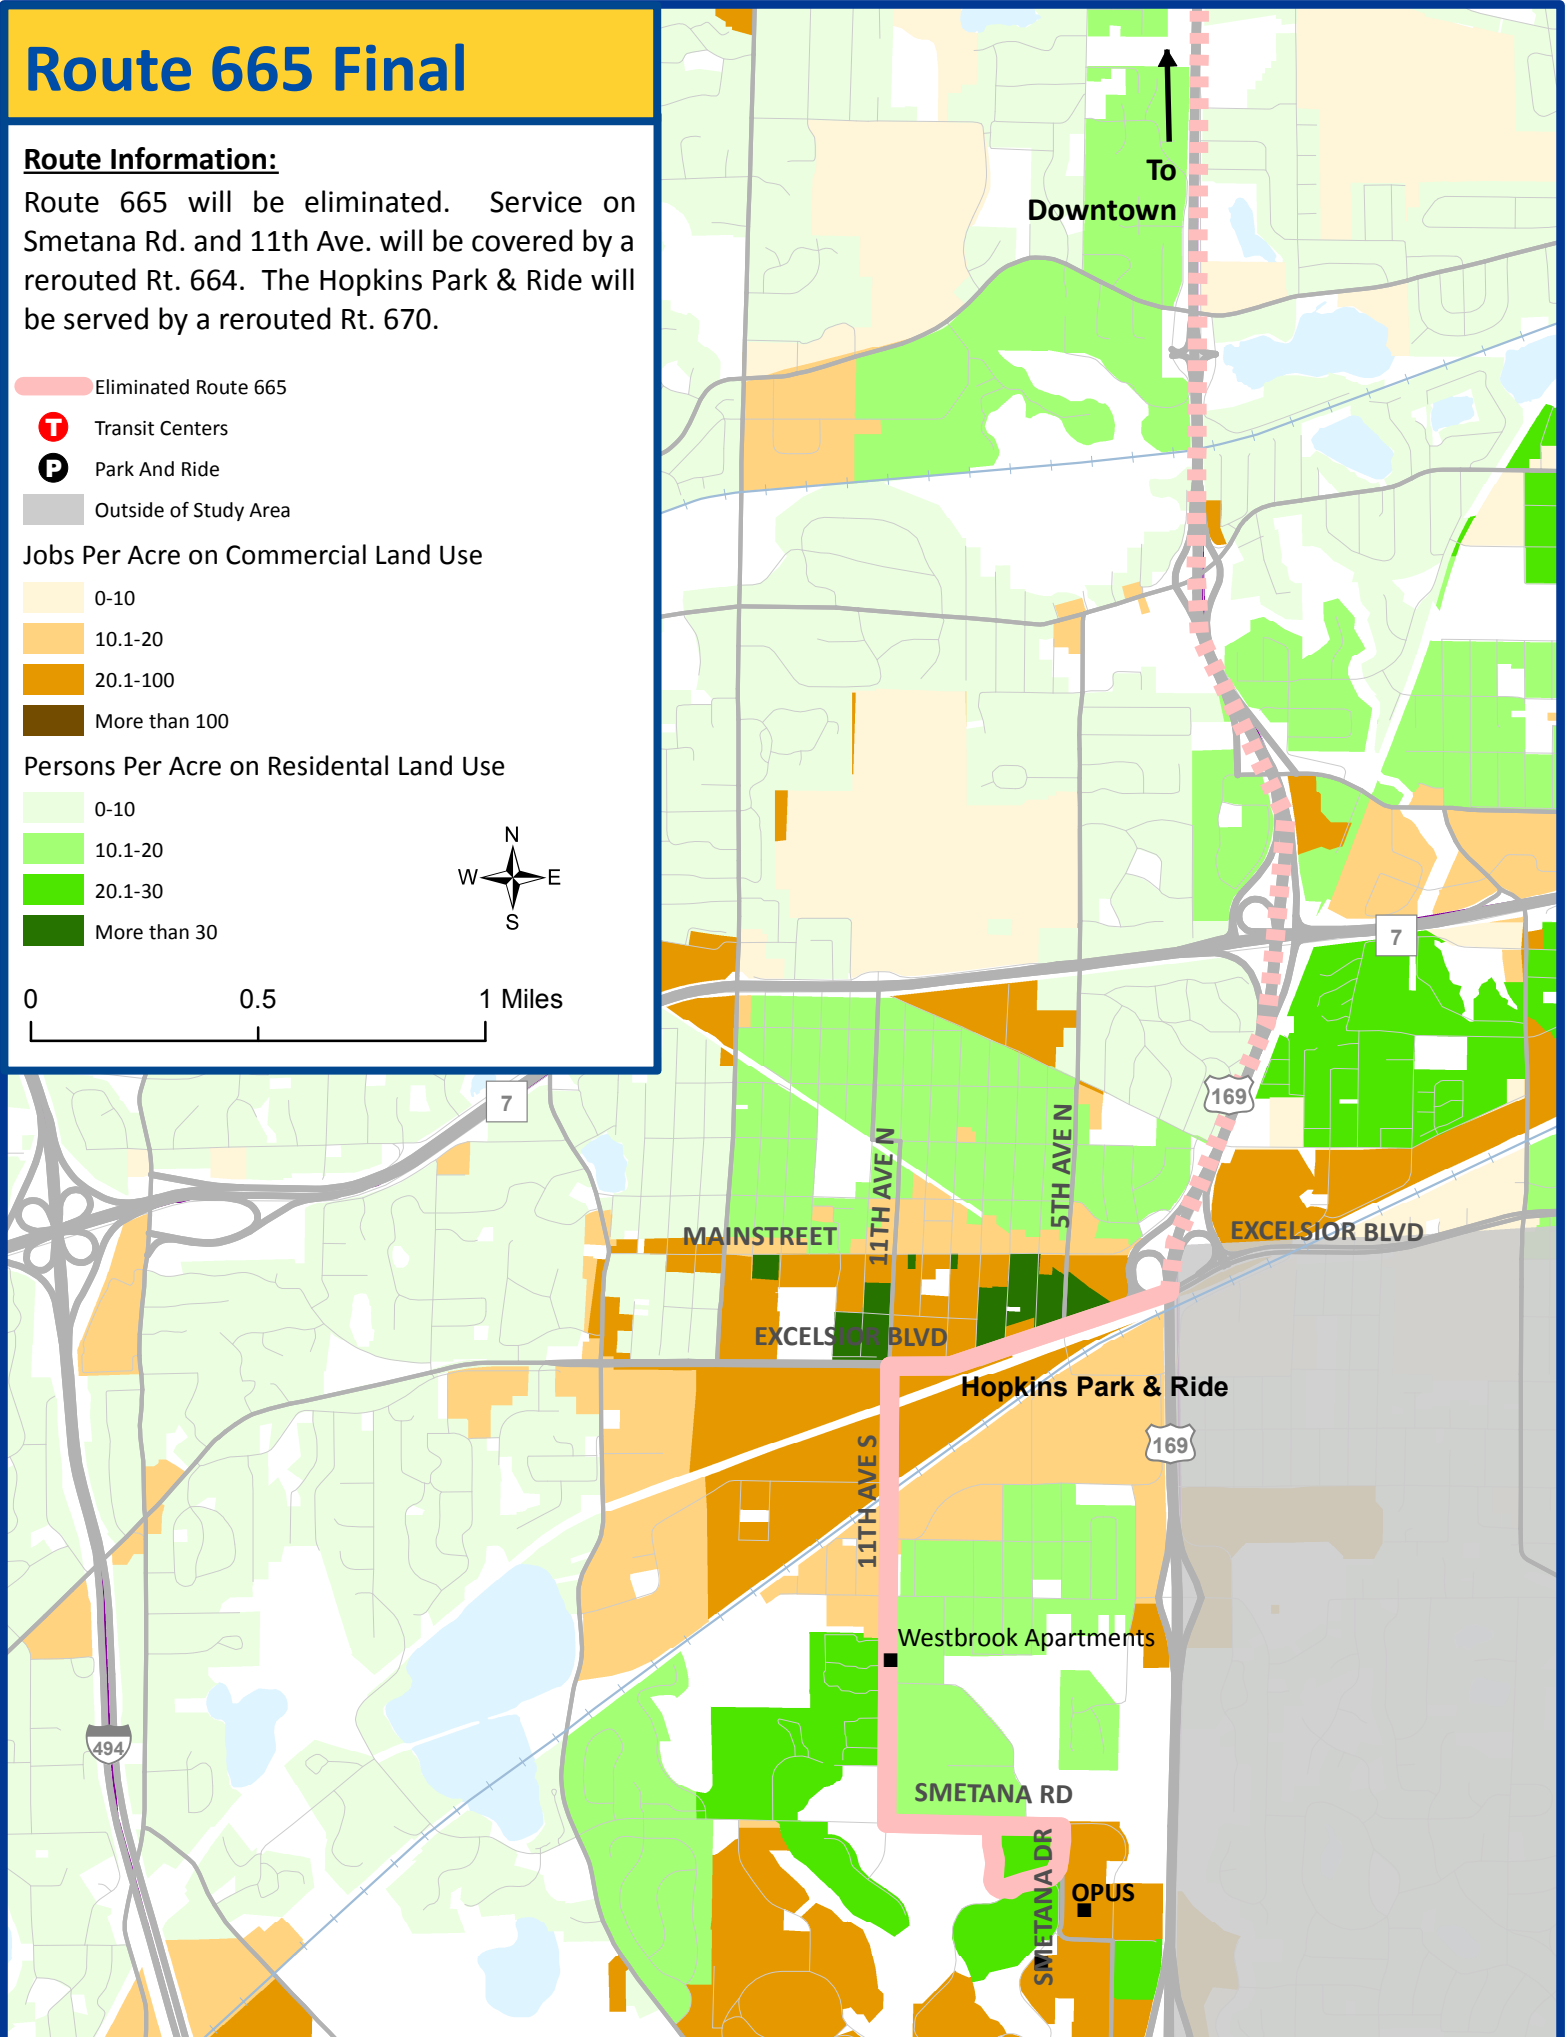 Route 665 Final
Route Information:
Route 665 will be eliminated. Service on
Smetana Rd. and 11th Ave. will be covered by a
rerouted Rt. 664. The Hopkins Park & Ride will
be served by a rerouted Rt. 670.
Eliminated Route 665
T Transit Centers
P Park And Ride
Outside of Study Area
Jobs Per Acre on Commercial Land Use
0-10
10.1-20
20.1-100
More than 100
Persons Per Acre on Residental Land Use
0-10
10.1-20
20.1-30
More than 30
N
W E
S
0 0.5 1 Miles
To
Downtown
7
7
169
11TH AVE N
5TH AVE N
MAINSTREET
EXCELSIOR BLVD
EXCELSIOR BLVD
Hopkins Park & Ride
169
11TH AVE S
Westbrook Apartments
494
SMETANA RD
SMETANA DR
OPUS